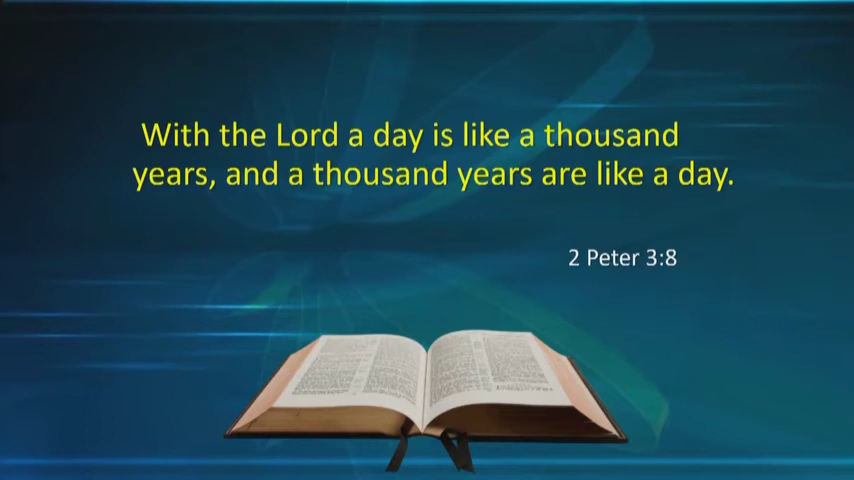 With the Lord a day is like a thousand
years, and a thousand years are like a day.
2 Peter 3:8